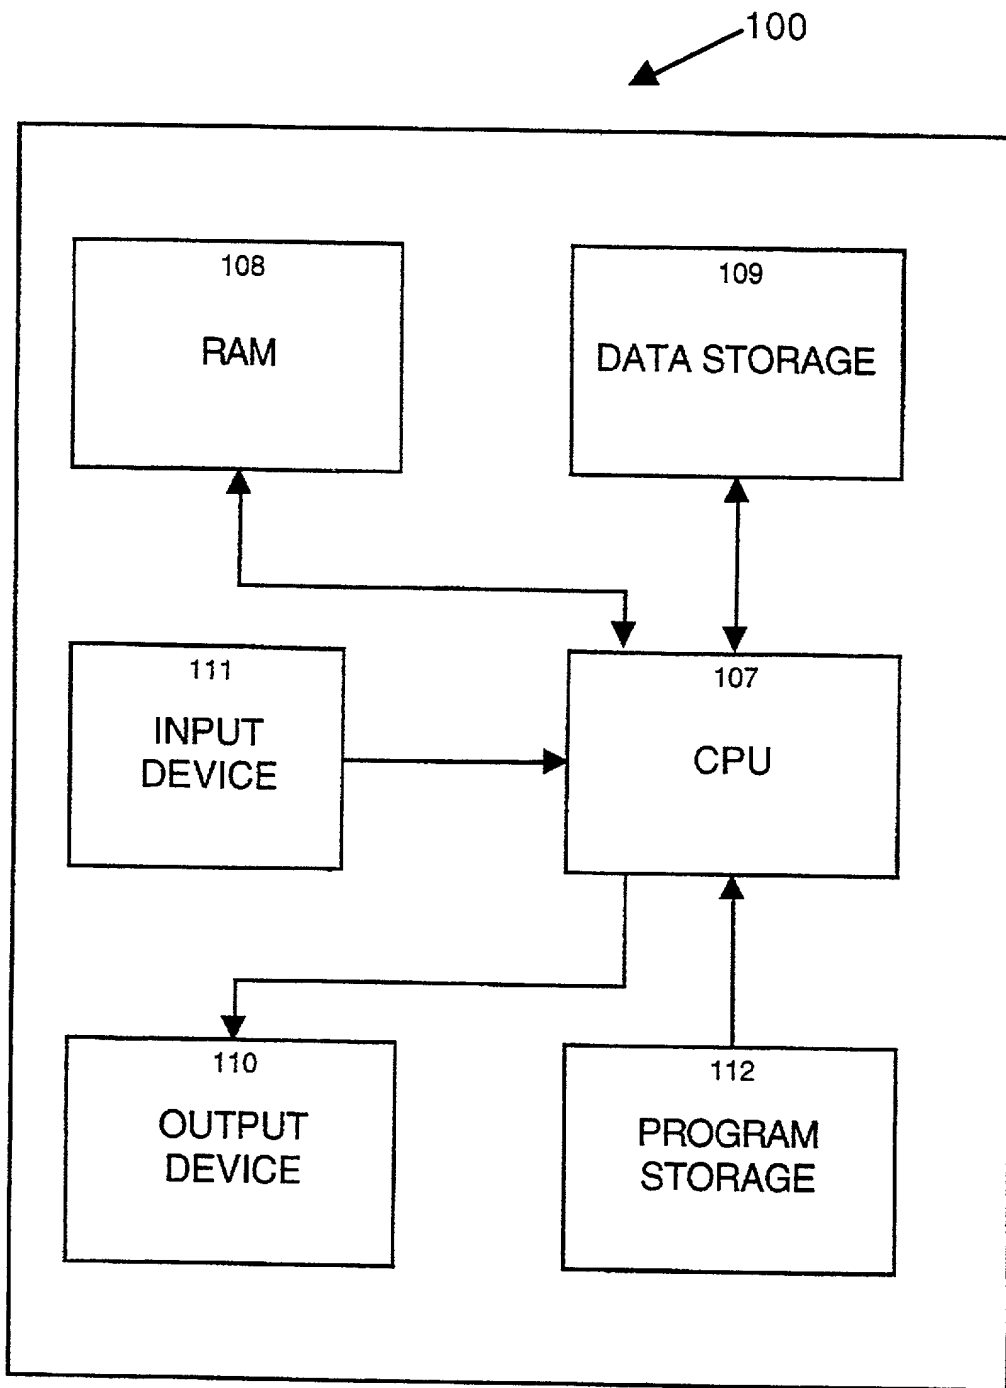 100
108
RAM
109
DATA STORAGE
111
INPUT
DEVICE
107
CPU
110
OUTPUT
DEVICE
112
PROGRAM
STORAGE